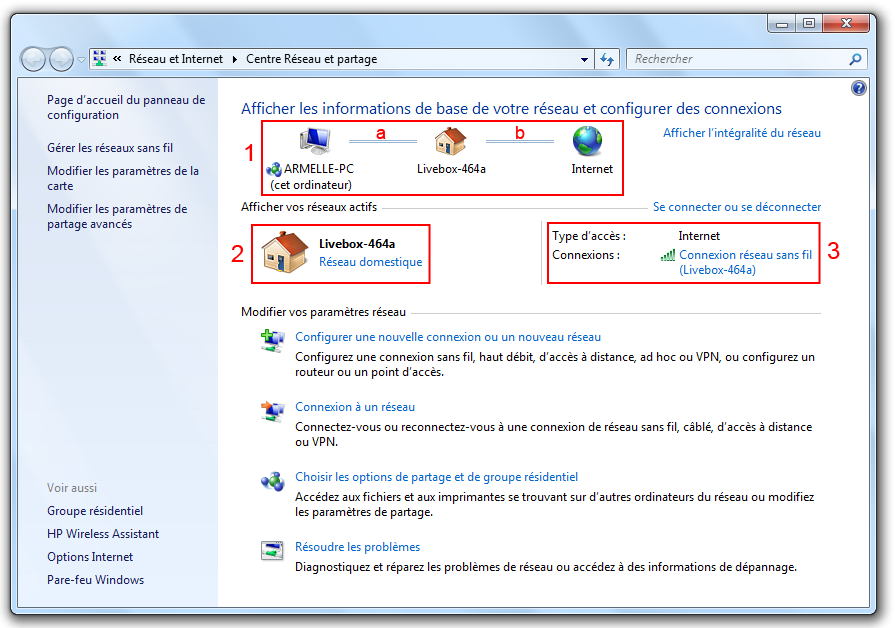 « Réseau et Internet ▸ Centre Réseau et partage
Rechercher
Page d'accueil du panneau de
configuration
Gérer les réseaux sans fil
Modifier les paramètres de la
carte
Modifier les paramètres de
partage avancés
Voir aussi
Groupe résidentiel
HP Wireless Assistant
Options Internet
Pare-feu Windows
Afficher les informations de base de votre réseau et configurer des connexions
Afficher l'intégralité du réseau
1
a
b
ARMELLE-PC
(cet ordinateur)
Livebox-464a
Internet
Afficher vos réseaux actifs
Se connecter ou se déconnecter
2
Livebox-464a
Réseau domestique
Type d'accès : Internet
Connexions : Connexion réseau sans fil
(Livebox-464a)
3
Modifier vos paramètres réseau
Configurer une nouvelle connexion ou un nouveau réseau
Configurez une connexion sans fil, haut débit, d'accès à distance, ad hoc ou VPN, ou configurez un
routeur ou un point d'accès.
Connexion à un réseau
Connectez-vous ou reconnectez-vous à une connexion de réseau sans fil, câblé, d'accès à distance
ou VPN.
Choisir les options de partage et de groupe résidentiel
Accédez aux fichiers et aux imprimantes se trouvant sur d'autres ordinateurs du réseau ou modifiez
les paramètres de partage.
Résoudre les problèmes
Diagnostiquez et réparez les problèmes de réseau ou accédez à des informations de dépannage.